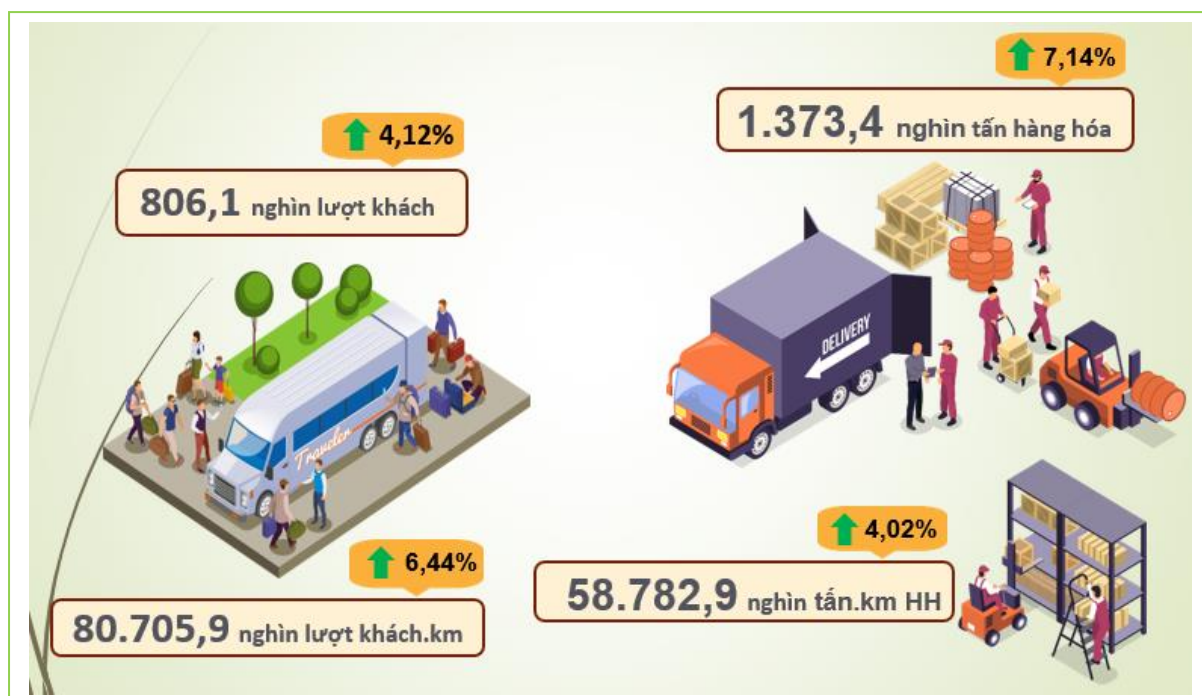 4,12%
806,1 nghìn lượt khách
7,14%
1.373,4 nghìn tấn hàng hóa
DELIVERY
Traveler
6,44%
80.705,9 nghìn lượt khách.km
4,02%
58.782,9 nghìn tấn.km HH